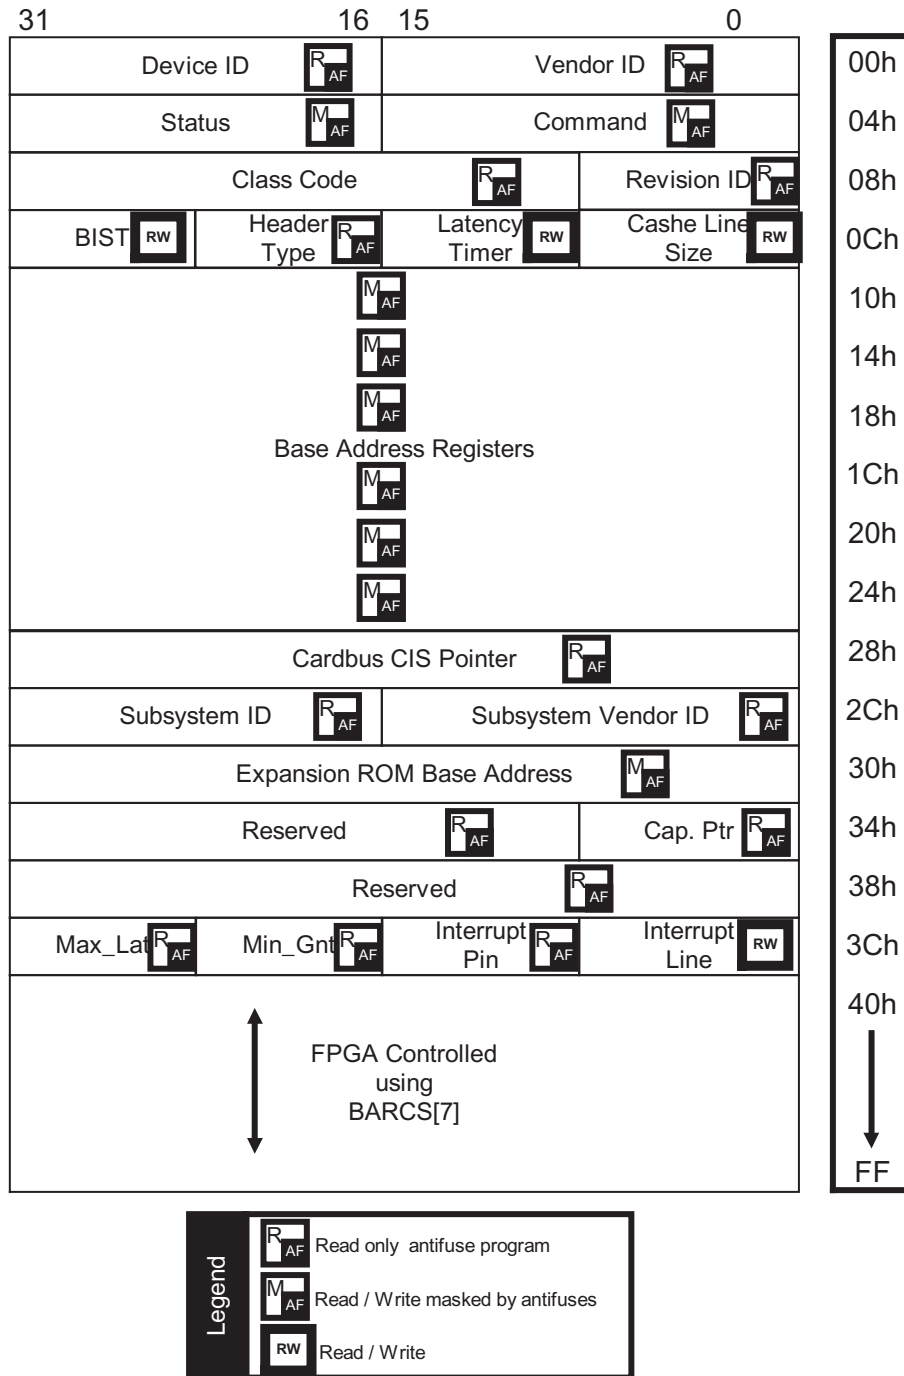 31 16 15 0
Device ID R AF Vendor ID R AF 00h
Status M AF Command M AF 04h
Class Code R AF Revision ID R AF 08h
BIST RW Header Type R AF Latency Timer RW Cashe Line Size RW 0Ch
M AF 10h
M AF 14h
M AF 18h
Base Address Registers
M AF 1Ch
M AF 20h
M AF 24h
Cardbus CIS Pointer R AF 28h
Subsystem ID R AF Subsystem Vendor ID R AF 2Ch
Expansion ROM Base Address M AF 30h
Reserved R AF Cap. Ptr R AF 34h
Reserved R AF 38h
Max_Lat R AF Min_Gnt R AF Interrupt Pin R AF Interrupt Line RW 3Ch
40h
FPGA Controlled
using
BARCS[7]
FF
Legend
R AF Read only antifuse program
M AF Read / Write masked by antifuses
RW Read / Write